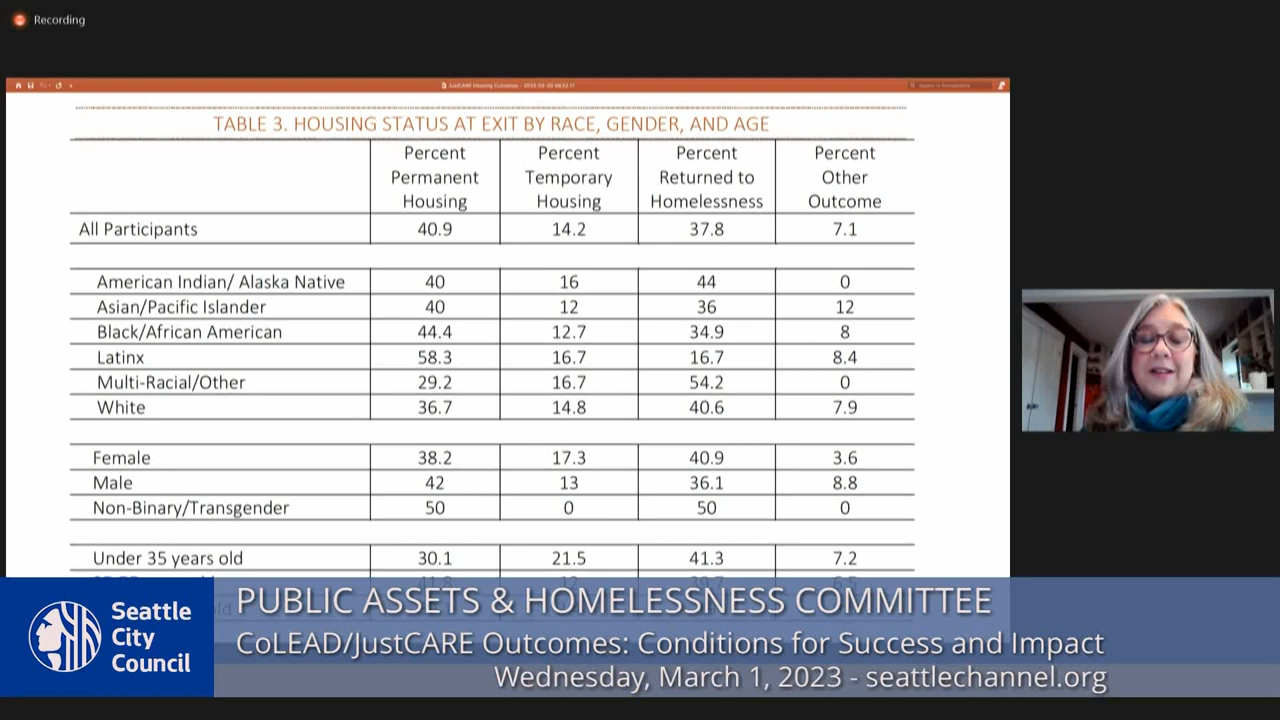 Recording
JustCARE Housing Outcomes
TABLE 3. HOUSING STATUS AT EXIT BY RACE, GENDER, AND AGE
Percent Permanent Housing Percent Temporary Housing Percent Returned to Homelessness Percent Other Outcome
All Participants 40.9 14.2 37.8 7.1
American Indian/ Alaska Native 40 16 44 0
Asian/Pacific Islander 40 12 36 12
Black/African American 44.4 12.7 34.9 8
Latinx 58.3 16.7 16.7 8.4
Multi-Racial/Other 29.2 16.7 54.2 0
White 36.7 14.8 40.6 7.9
Female 38.2 17.3 40.9 3.6
Male 42 13 36.1 8.8
Non-Binary/Transgender 50 0 50 0
Under 35 years old 30.1 21.5 41.3 7.2
Seattle
City
Council
PUBLIC ASSETS & HOMELESSNESS COMMITTEE
CoLEAD/JustCARE Outcomes: Conditions for Success and Impact
Wednesday, March 1, 2023 - seattlechannel.org